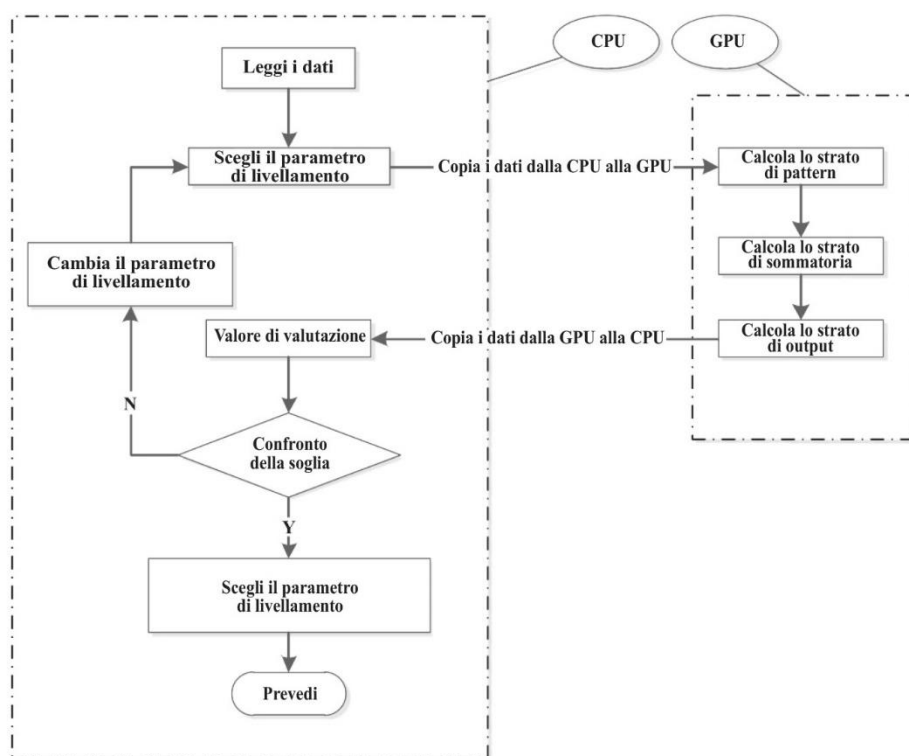 CPU
GPU
Leggi i dati
Scegli il parametro
di livellamento
Copia i dati dalla CPU alla GPU
Calcola lo strato
di pattern
Cambia il parametro
di livellamento
Calcola lo strato
di sommatoria
Valore di valutazione
Copia i dati dalla GPU alla CPU
Calcola lo strato
di output
N
Confronto
della soglia
Y
Scegli il parametro
di livellamento
Prevedi